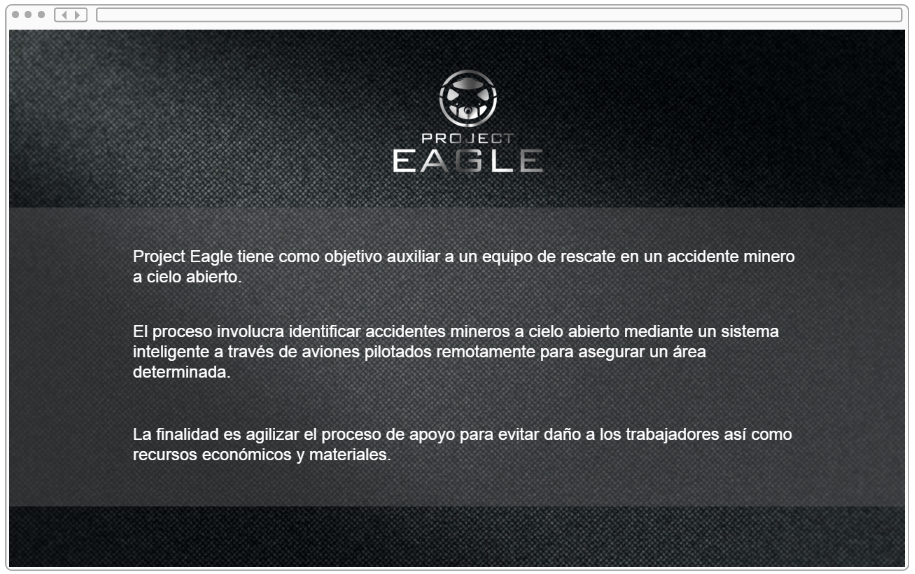 PROJECT
EAGLE
Project Eagle tiene como objetivo auxiliar a un equipo de rescate en un accidente minero
a cielo abierto.
El proceso involucra identificar accidentes mineros a cielo abierto mediante un sistema
inteligente a través de aviones pilotados remotamente para asegurar un área
determinada.
La finalidad es agilizar el proceso de apoyo para evitar daño a los trabajadores así como
recursos económicos y materiales.